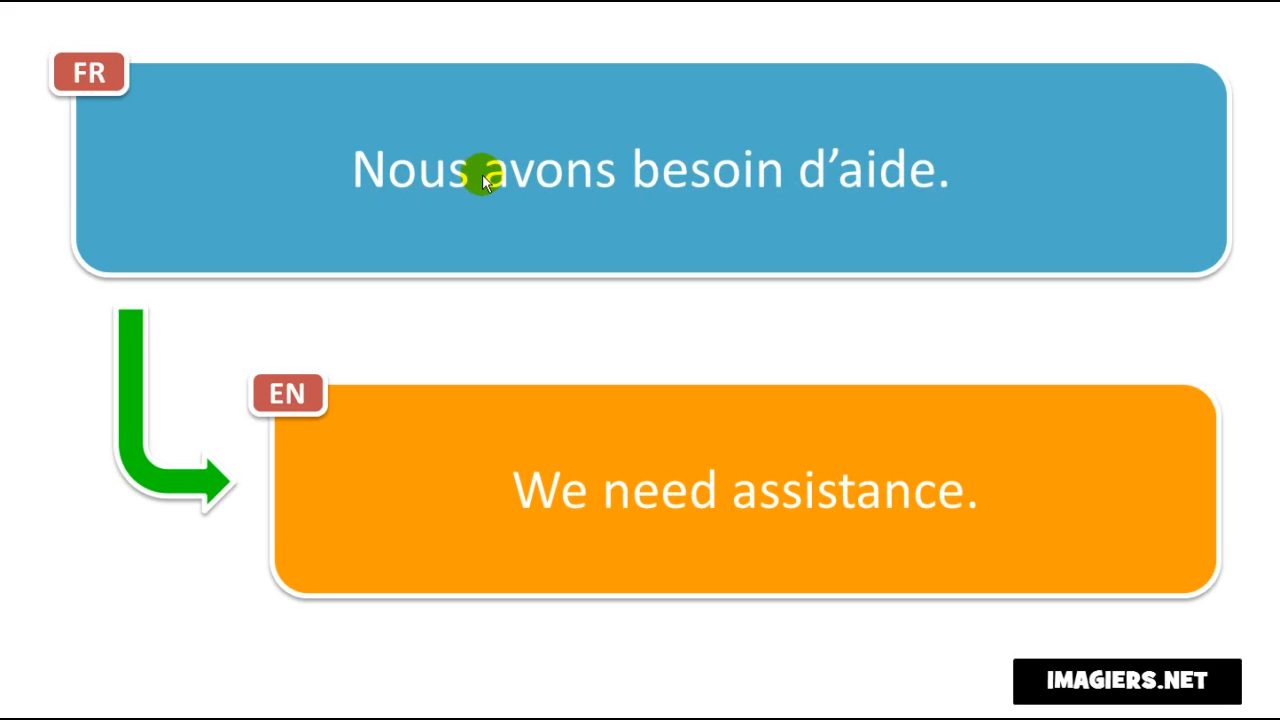 FR
Nous avons besoin d’aide.
EN
We need assistance.
IMAGIERS.NET